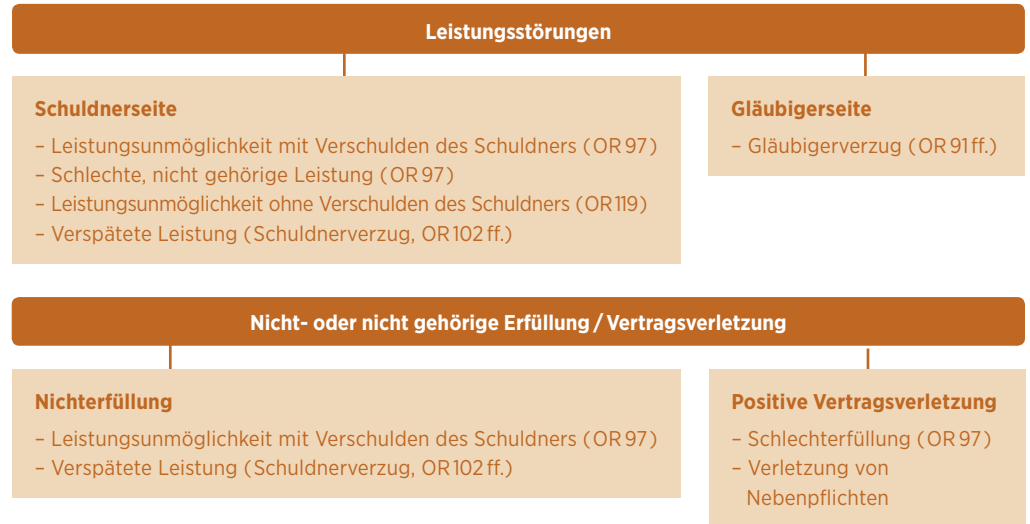 Leistungsstörungen
Schuldnerseite
– Leistungsunmöglichkeit mit Verschulden des Schuldners (OR 97)
– Schlechte, nicht gehörige Leistung (OR 97)
– Leistungsunmöglichkeit ohne Verschulden des Schuldners (OR 119)
– Verspätete Leistung (Schuldnerverzug, OR 102 ff.)
Gläubigerseite
– Gläubigerverzug (OR 91 ff.)
Nicht- oder nicht gehörige Erfüllung / Vertragsverletzung
Nichterfüllung
– Leistungsunmöglichkeit mit Verschulden des Schuldners (OR 97)
– Verspätete Leistung (Schuldnerverzug, OR 102 ff.)
Positive Vertragsverletzung
– Schlechterfüllung (OR 97)
– Verletzung von
Nebenpflichten